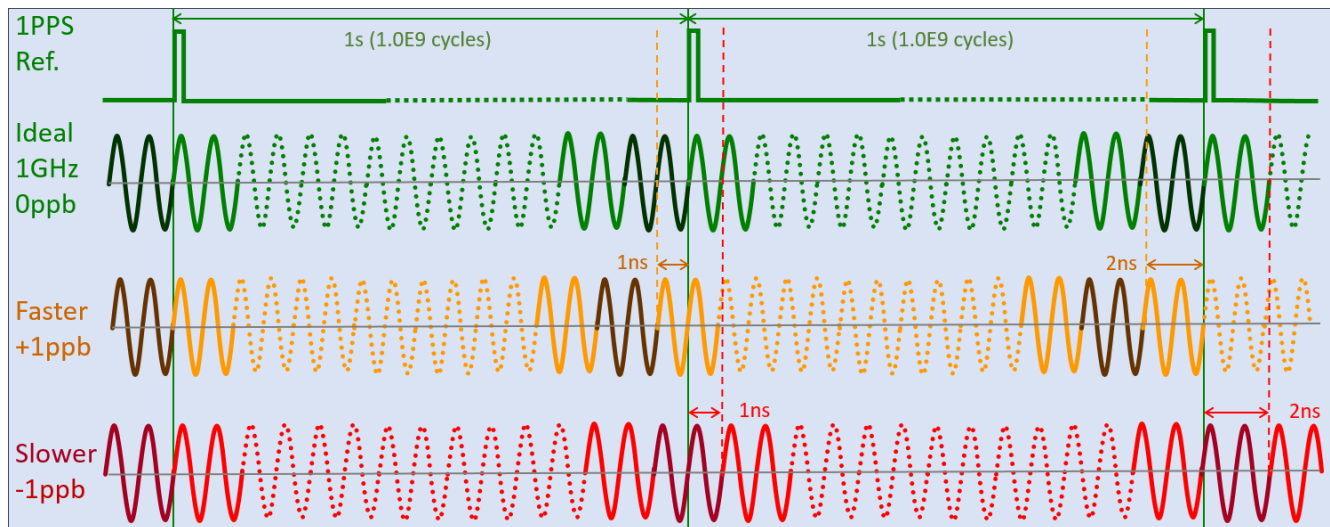 1PPS
Ref.
1s (1.0E9 cycles)
1s (1.0E9 cycles)
Ideal
1GHz
0ppb
1ns
2ns
Faster
+1ppb
1ns
2ns
Slower
-1ppb